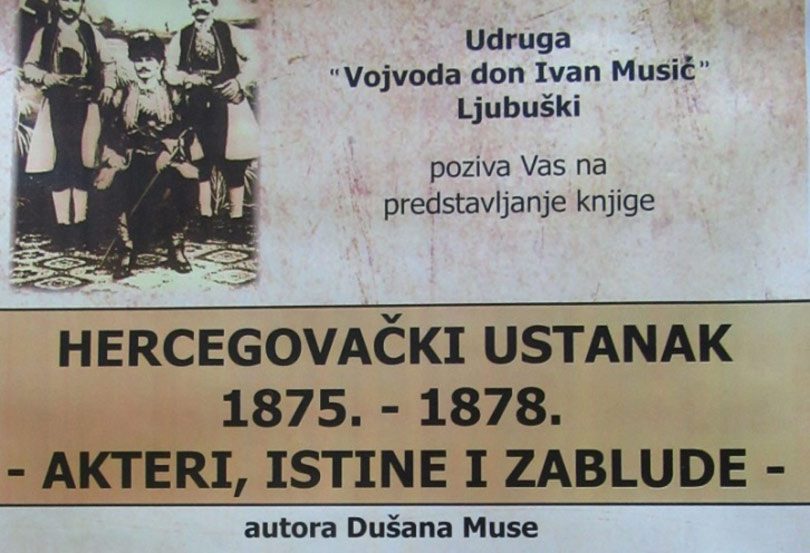 Udruga
"Vojvoda don Ivan Musić"
Ljubuški
poziva Vas na
predstavljanje knjige
HERCEGOVAČKI USTANAK
1875. - 1878.
- AKTERI, ISTINE I ZABLUDE -
autora Dušana Muse